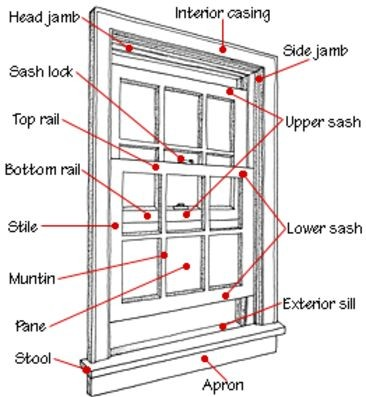 Head jamb
Interior casing
Side jamb
Sash lock
Top rail
Upper sash
Bottom rail
Stile
Lower sash
Muntin
Exterior sill
Pane
Stool
Apron